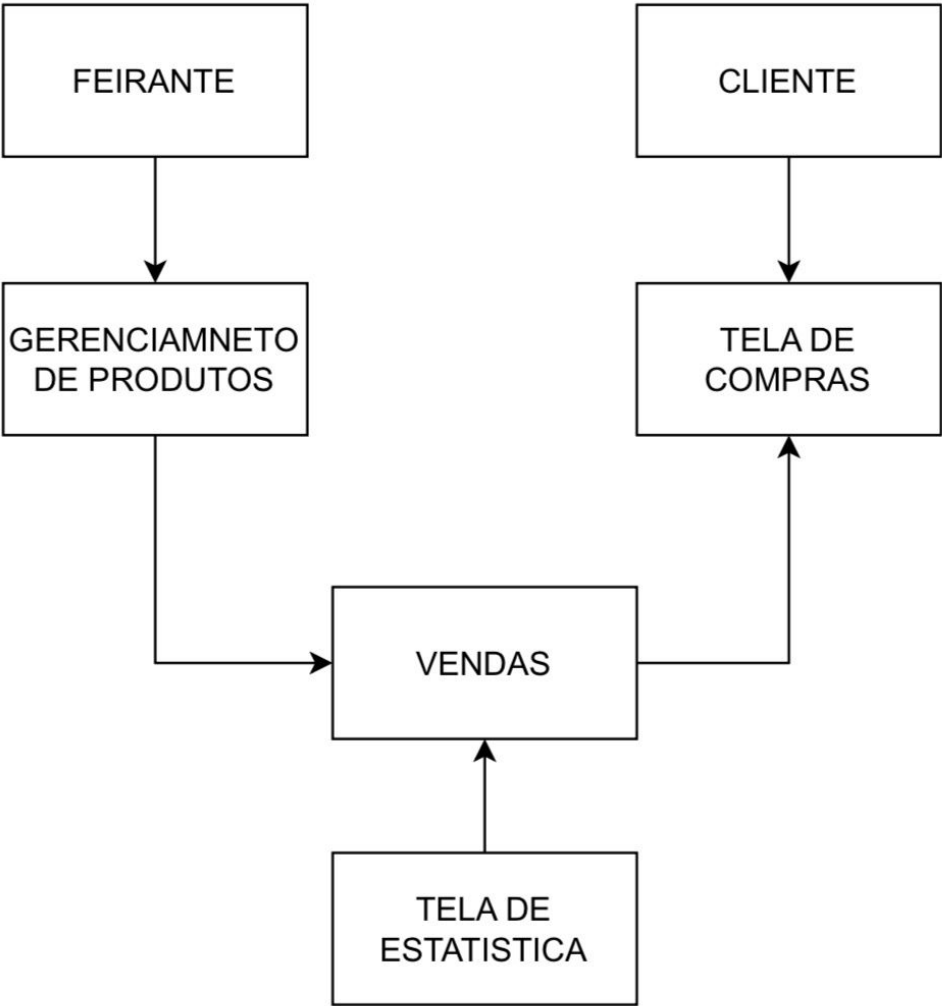 FEIRANTE
CLIENTE
GERENCIAMNETO
DE PRODUTOS
TELA DE
COMPRAS
VENDAS
TELA DE
ESTATISTICA